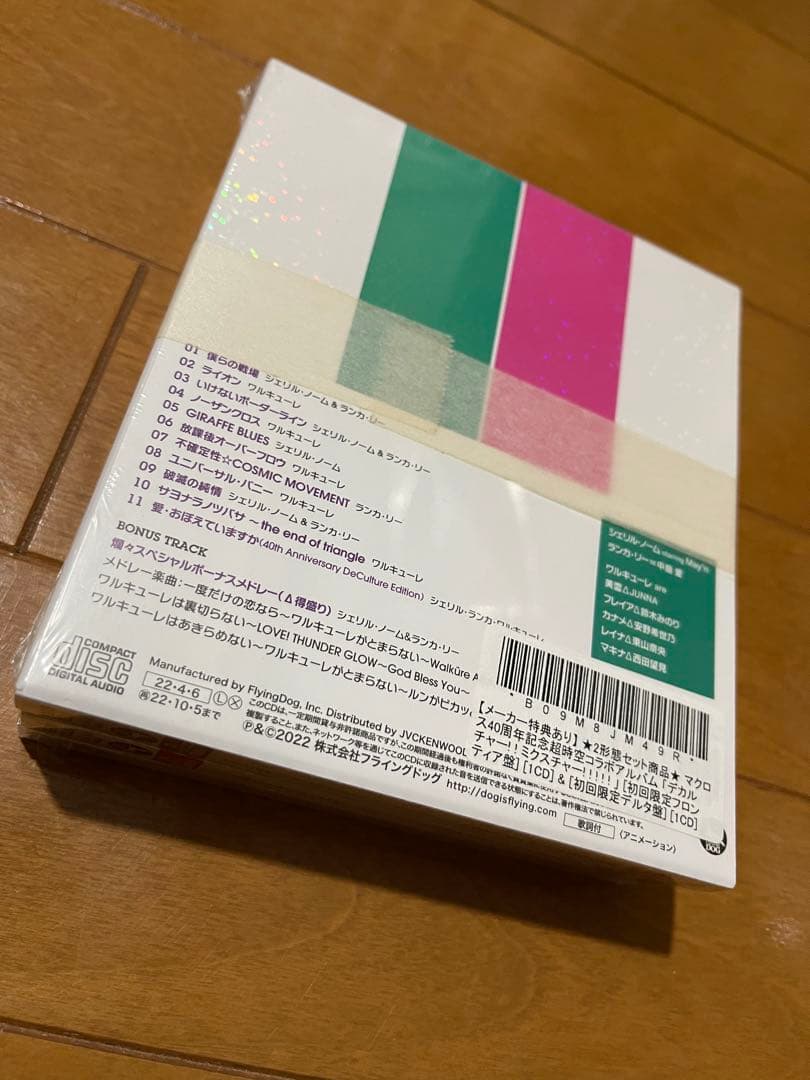 01 僕らの戦場 ワルキューレ
02 ライオン シェリル・ノーム & ランカ・リー
03 いけないボーダーライン ワルキューレ
04 ノーザンクロス シェリル・ノーム & ランカ・リー
05 GIRAFFE BLUES ワルキューレ
06 放課後オーバーフロウ シェリル・ノーム
07 不確定性☆COSMIC MOVEMENT ワルキューレ
08 ユニバーサル・バニー ランカ・リー
09 破滅の純情 ワルキューレ
10 サヨナラノツバサ ~ the end of triangle シェリル・ノーム & ランカ・リー
11 愛・おぼえていますか(40th Anniversary DeCulture Edition) シェリル・ランカ・ワルキューレ
BONUS TRACK
爛々スペシャルボーナスメドレー(Δ得盛り) シェリル・ノーム&ランカ・リー
メドレー楽曲:一度だけの恋なら~ワルキューレがとまらない~Walküre A
ワルキューレは裏切らない~LOVE! THUNDER GLOW~God Bless You~
ワルキューレはあきらめない~ワルキューレがとまらない~ルンがピカッ
シェリル・ノーム starring May'n
ランカ・リー=中島 愛
ワルキューレ are
美雲△JUNNA
フレイア△鈴木みのり
カナメ△安野希世乃
レイナ△東山奈央
マキナ△西田望見
COMPACT
disc
DIGITAL AUDIO
22・4・6 L X
再 22・10・5まで
Manufactured by FlyingDog, Inc. Distributed by JVCKENWOOD
P&©2022 株式会社フライングドッグ
http://dogisflying.com
歌詞付 〈アニメーション〉
DOG
* B09M8JM49R *
【メーカー特典あり】★2形態セット商品★ マクロ
ス40周年記念超時空コラボアルバム「デカル
チャー!!ミクスチャー!!!!!」[初回限定フロン
ティア盤] [1CD] & [初回限定デルタ盤] [1CD]